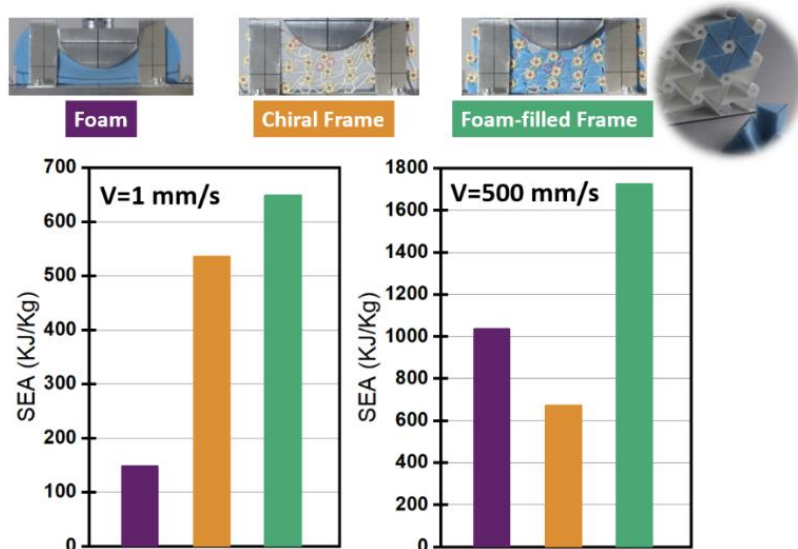 Foam
Chiral Frame
Foam-filled Frame
V=1 mm/s
SEA (KJ/Kg)
700
600
500
400
300
200
100
0
V=500 mm/s
SEA (KJ/Kg)
1800
1600
1400
1200
1000
800
600
400
200
0